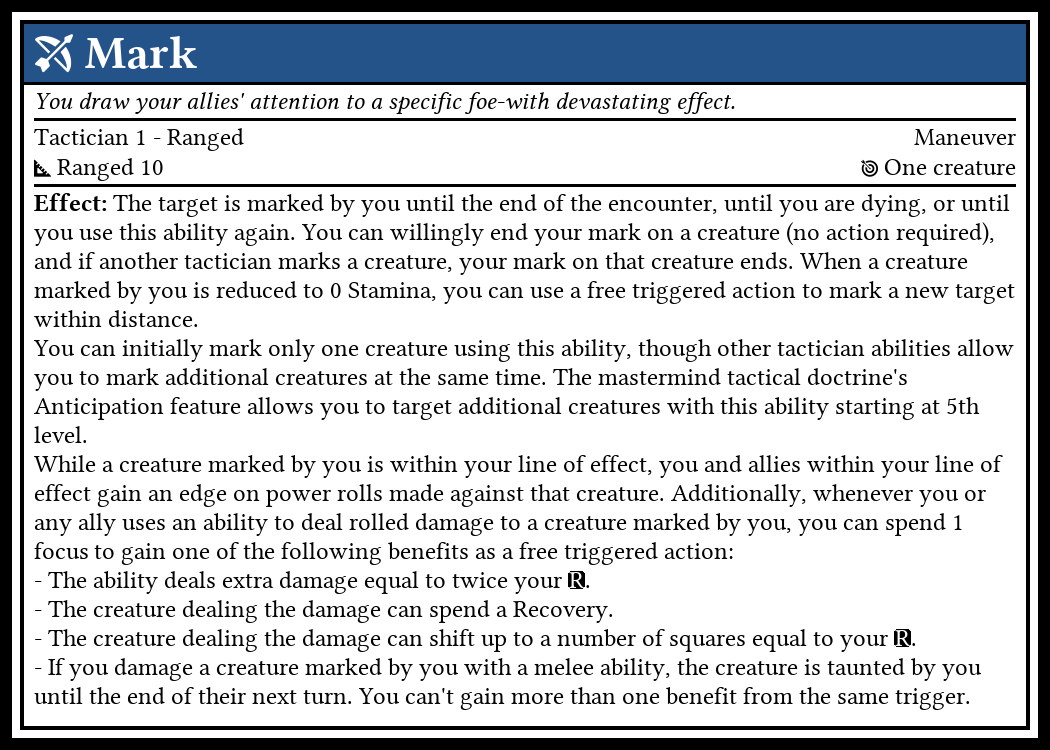 Mark
You draw your allies' attention to a specific foe-with devastating effect.
Tactician 1 - Ranged
Maneuver
Ranged 10
One creature
Effect: The target is marked by you until the end of the encounter, until you are dying, or until
you use this ability again. You can willingly end your mark on a creature (no action required),
and if another tactician marks a creature, your mark on that creature ends. When a creature
marked by you is reduced to 0 Stamina, you can use a free triggered action to mark a new target
within distance.
You can initially mark only one creature using this ability, though other tactician abilities allow
you to mark additional creatures at the same time. The mastermind tactical doctrine's
Anticipation feature allows you to target additional creatures with this ability starting at 5th
level.
While a creature marked by you is within your line of effect, you and allies within your line of
effect gain an edge on power rolls made against that creature. Additionally, whenever you or
any ally uses an ability to deal rolled damage to a creature marked by you, you can spend 1
focus to gain one of the following benefits as a free triggered action:
- The ability deals extra damage equal to twice your R.
- The creature dealing the damage can spend a Recovery.
- The creature dealing the damage can shift up to a number of squares equal to your R.
- If you damage a creature marked by you with a melee ability, the creature is taunted by you
until the end of their next turn. You can't gain more than one benefit from the same trigger.